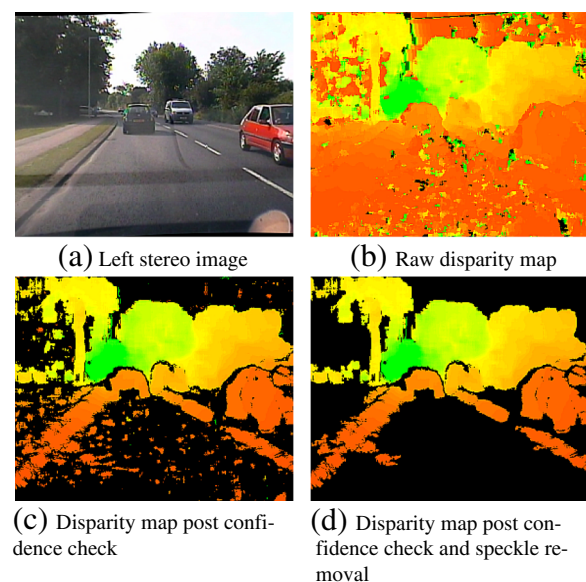 (a) Left stereo image
(b) Raw disparity map
(c) Disparity map post confi-
dence check
(d) Disparity map post con-
fidence check and speckle re-
moval